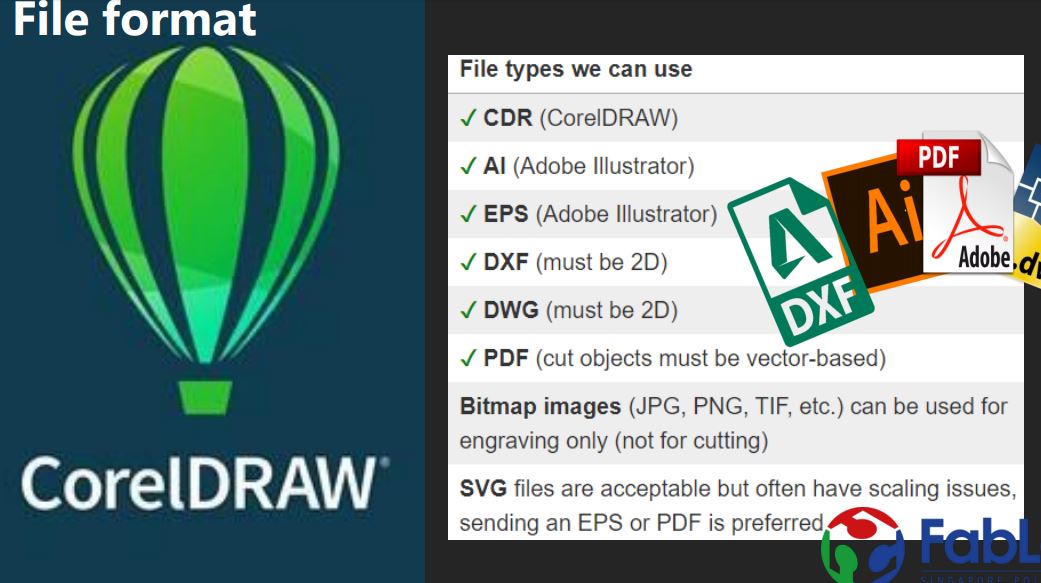 File format
CorelDRAW®
File types we can use
✓ CDR (CorelDRAW)
✓ AI (Adobe Illustrator)
✓ EPS (Adobe Illustrator)
✓ DXF (must be 2D)
✓ DWG (must be 2D)
✓ PDF (cut objects must be vector-based)
Bitmap images (JPG, PNG, TIF, etc.) can be used for
engraving only (not for cutting)
SVG files are acceptable but often have scaling issues,
sending an EPS or PDF is preferred
DXF
Ai
PDF
Adobe
.dw
FabL
SINGAPORE POL